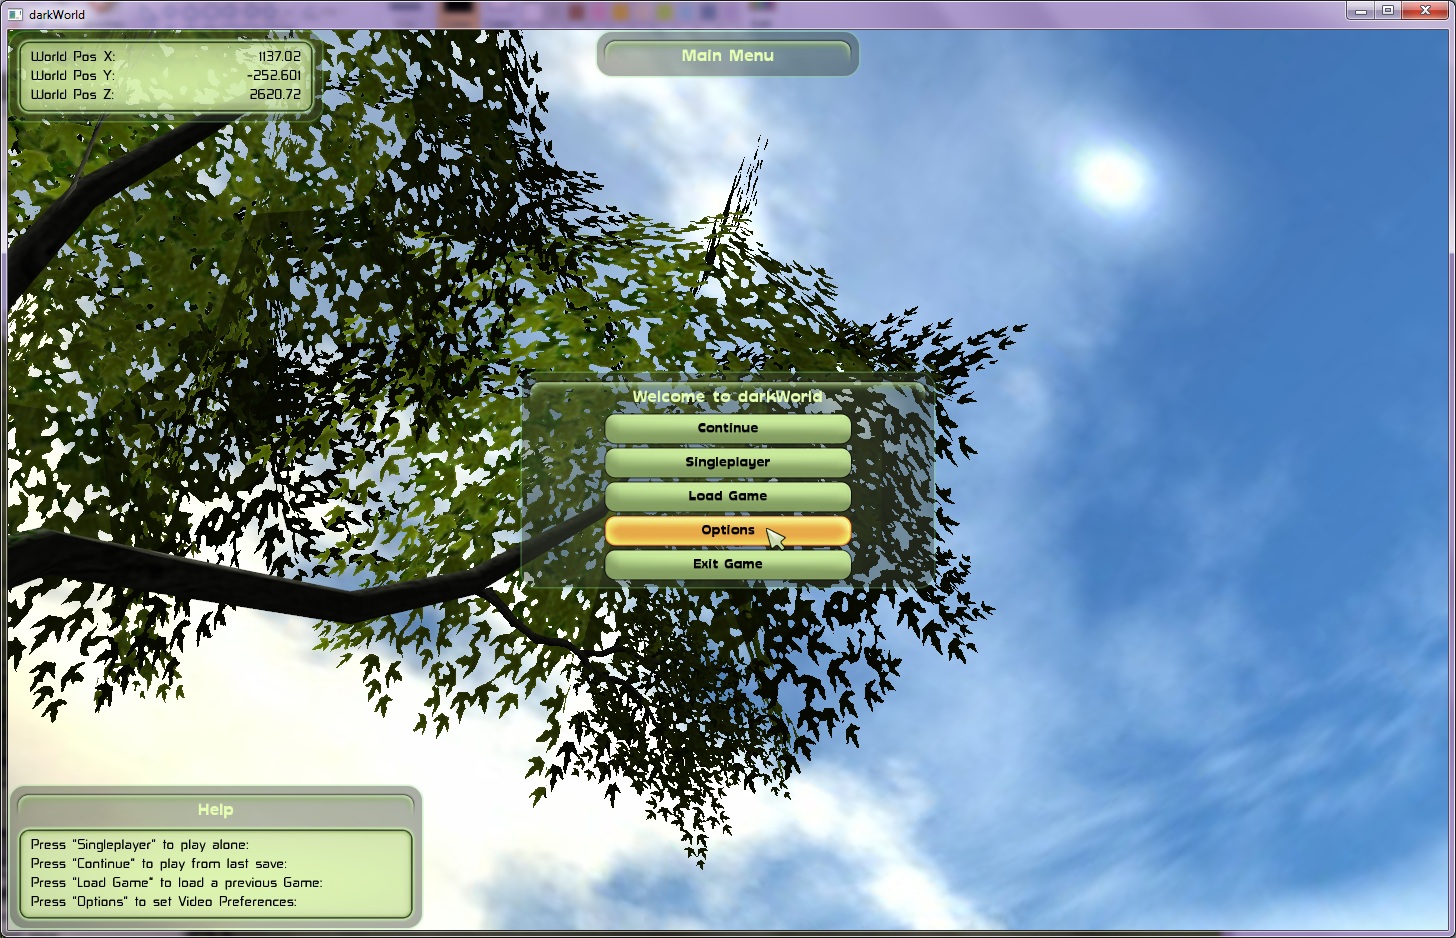 darkWorld
World Pos X: 1137.02
World Pos Y: -252.601
World Pos Z: 2620.72
Main Menu
Welcome to darkWorld
Continue
Singleplayer
Load Game
Options
Exit Game
Help
Press "Singleplayer" to play alone:
Press "Continue" to play from last save:
Press "Load Game" to load a previous Game:
Press "Options" to set Video Preferences: